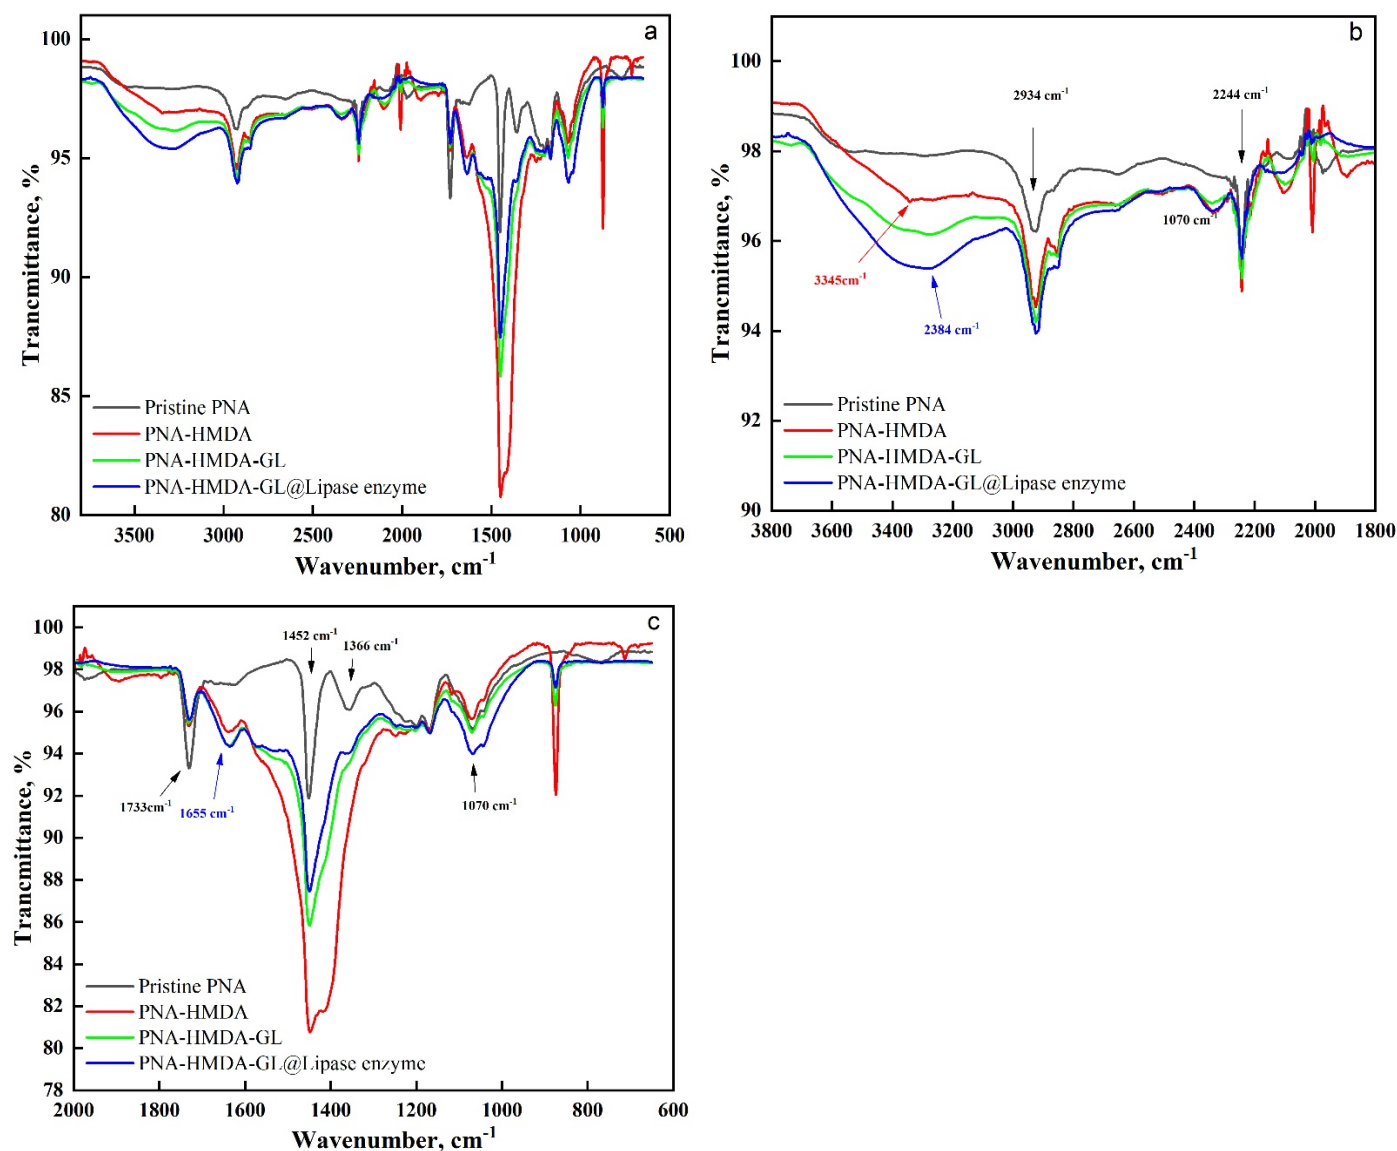 a
100
95
90
85
80
Trancmittance, %
Pristine PNA
PNA-HMDA
PNA-HMDA-GL
PNA-HMDA-GL@Lipase enzyme
3500 3000 2500 2000 1500 1000 500
Wavenumber, cm-1
b
100
98
96
94
92
90
Trancmittance, %
2934 cm-1
2244 cm-1
1070 cm-1
3345cm-1
2384 cm-1
Pristine PNA
PNA-HMDA
PNA-HMDA-GL
PNA-HMDA-GL@Lipase enzyme
3800 3600 3400 3200 3000 2800 2600 2400 2200 2000 1800
Wavenumber, cm-1
c
100
98
96
94
92
90
88
86
84
82
80
78
Trancmittance, %
1452 cm-1
1366 cm-1
1733cm-1
1655 cm-1
1070 cm-1
Pristine PNA
PNA-HMDA
PNA-HMDA-GL
PNA-HMDA-GL@Lipase enzyme
2000 1800 1600 1400 1200 1000 800 600
Wavenumber, cm-1